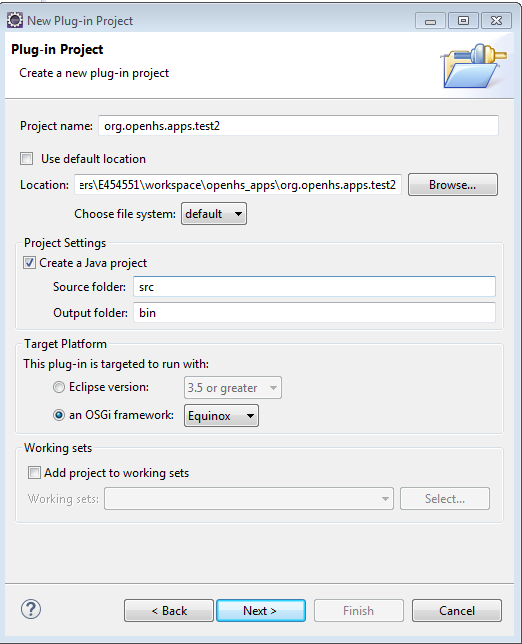 New Plug-in Project
Plug-in Project
Create a new plug-in project
Project name: org.openhs.apps.test2
Use default location
Location: ers\E454551\workspace\openhs_apps\org.openhs.apps.test2 Browse...
Choose file system: default
Project Settings
Create a Java project
Source folder: src
Output folder: bin
Target Platform
This plug-in is targeted to run with:
Eclipse version: 3.5 or greater
an OSGi framework: Equinox
Working sets
Add project to working sets
Working sets: Select...
? < Back Next > Finish Cancel